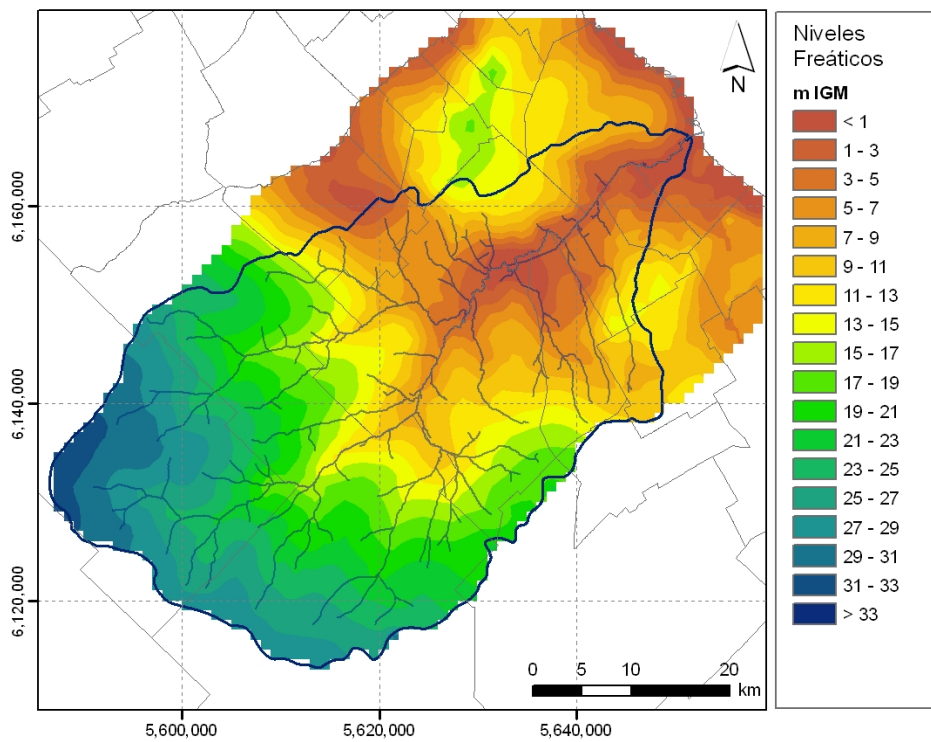 N
6,160,000
6,140,000
6,120,000
5,600,000
5,620,000
5,640,000
0 5 10 20
km
Niveles
Freáticos
m IGM
< 1
1 - 3
3 - 5
5 - 7
7 - 9
9 - 11
11 - 13
13 - 15
15 - 17
17 - 19
19 - 21
21 - 23
23 - 25
25 - 27
27 - 29
29 - 31
31 - 33
> 33